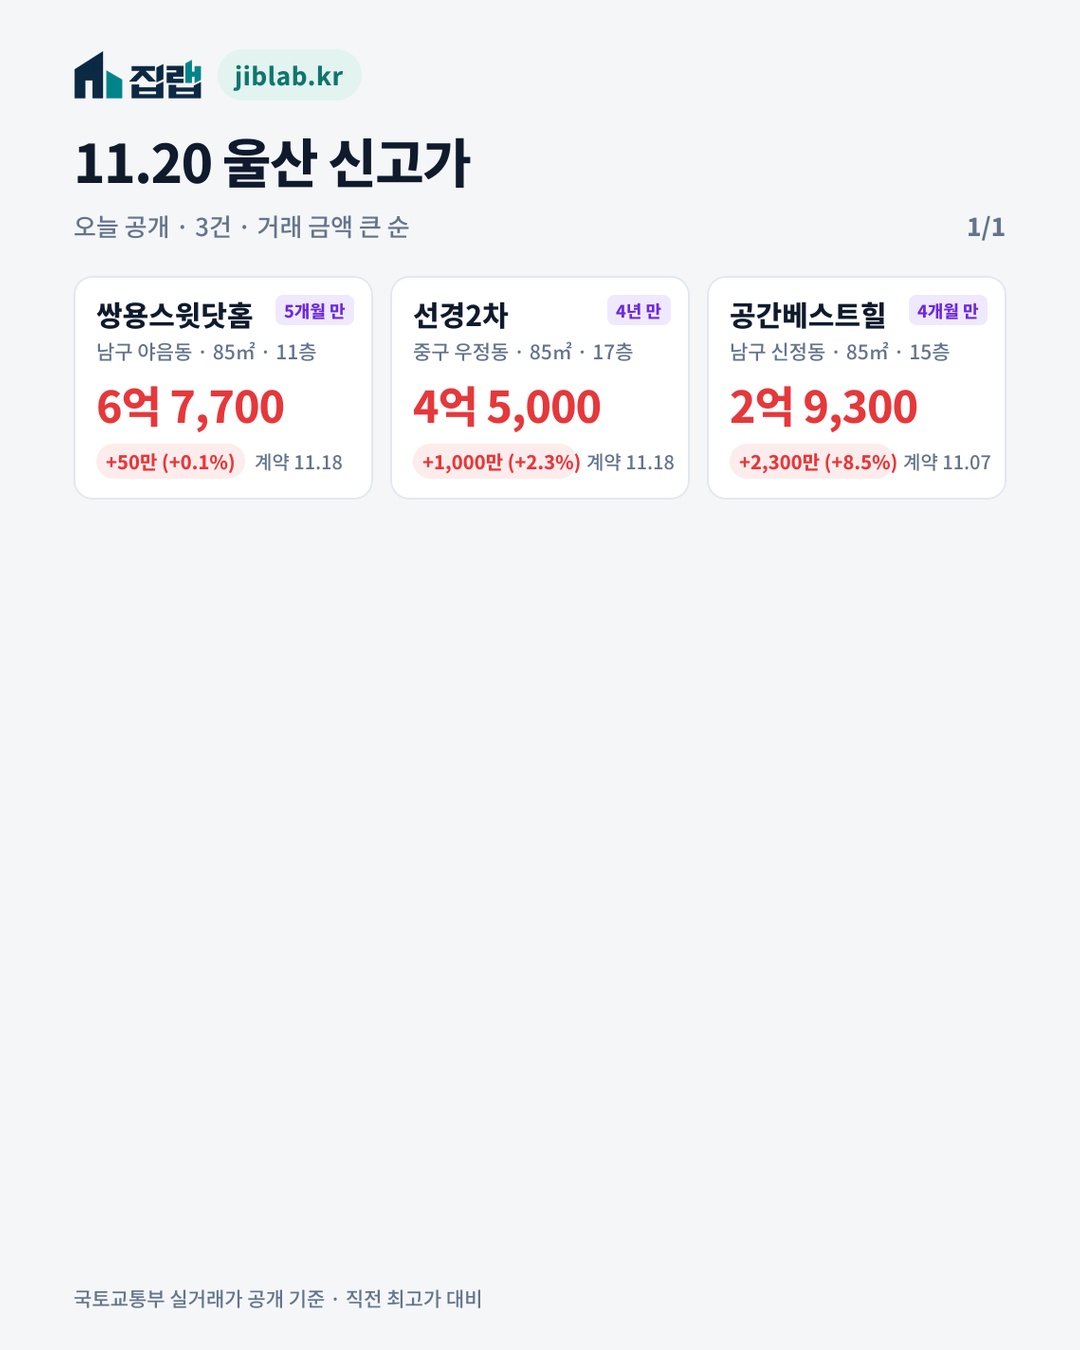 집랩 jiblab.kr
11.20 울산 신고가
오늘 공개 · 3건 · 거래 금액 큰 순 1/1
쌍용스윗닷홈 5개월 만
남구 야음동 · 85㎡ · 11층
6억 7,700
+50만 (+0.1%) 계약 11.18
선경2차 4년 만
중구 우정동 · 85㎡ · 17층
4억 5,000
+1,000만 (+2.3%) 계약 11.18
공간베스트힐 4개월 만
남구 신정동 · 85㎡ · 15층
2억 9,300
+2,300만 (+8.5%) 계약 11.07
국토교통부 실거래가 공개 기준 · 직전 최고가 대비